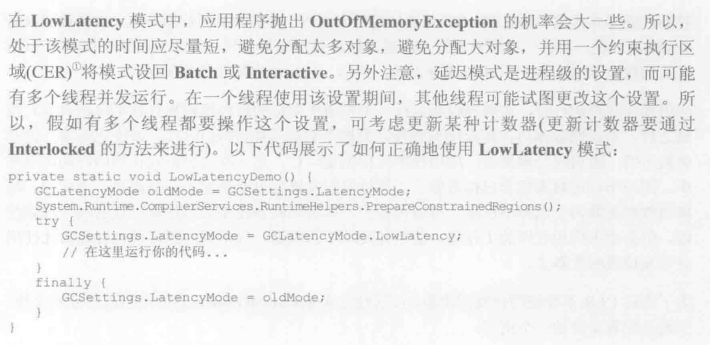 在 LowLatency 模式中，应用程序抛出 OutOfMemoryException 的机率会大一些。所以，
处于该模式的时间应尽量短，避免分配太多对象，避免分配大对象，并用一个约束执行区
域(CER)①将模式设回 Batch 或 Interactive。另外注意，延迟模式是进程级的设置，而可能
有多个线程并发运行。在一个线程使用该设置期间，其他线程可能试图更改这个设置。所
以，假如有多个线程都要操作这个设置，可考虑更新某种计数器(更新计数器要通过
Interlocked 的方法来进行)。以下代码展示了如何正确地使用 LowLatency 模式：
private static void LowLatencyDemo() {
   GCLatencyMode oldMode = GCSettings.LatencyMode;
   System.Runtime.CompilerServices.RuntimeHelpers.PrepareConstrainedRegions();
   try {
      GCSettings.LatencyMode = GCLatencyMode.LowLatency;
      // 在这里运行你的代码...
   }
   finally {
      GCSettings.LatencyMode = oldMode;
   }
}